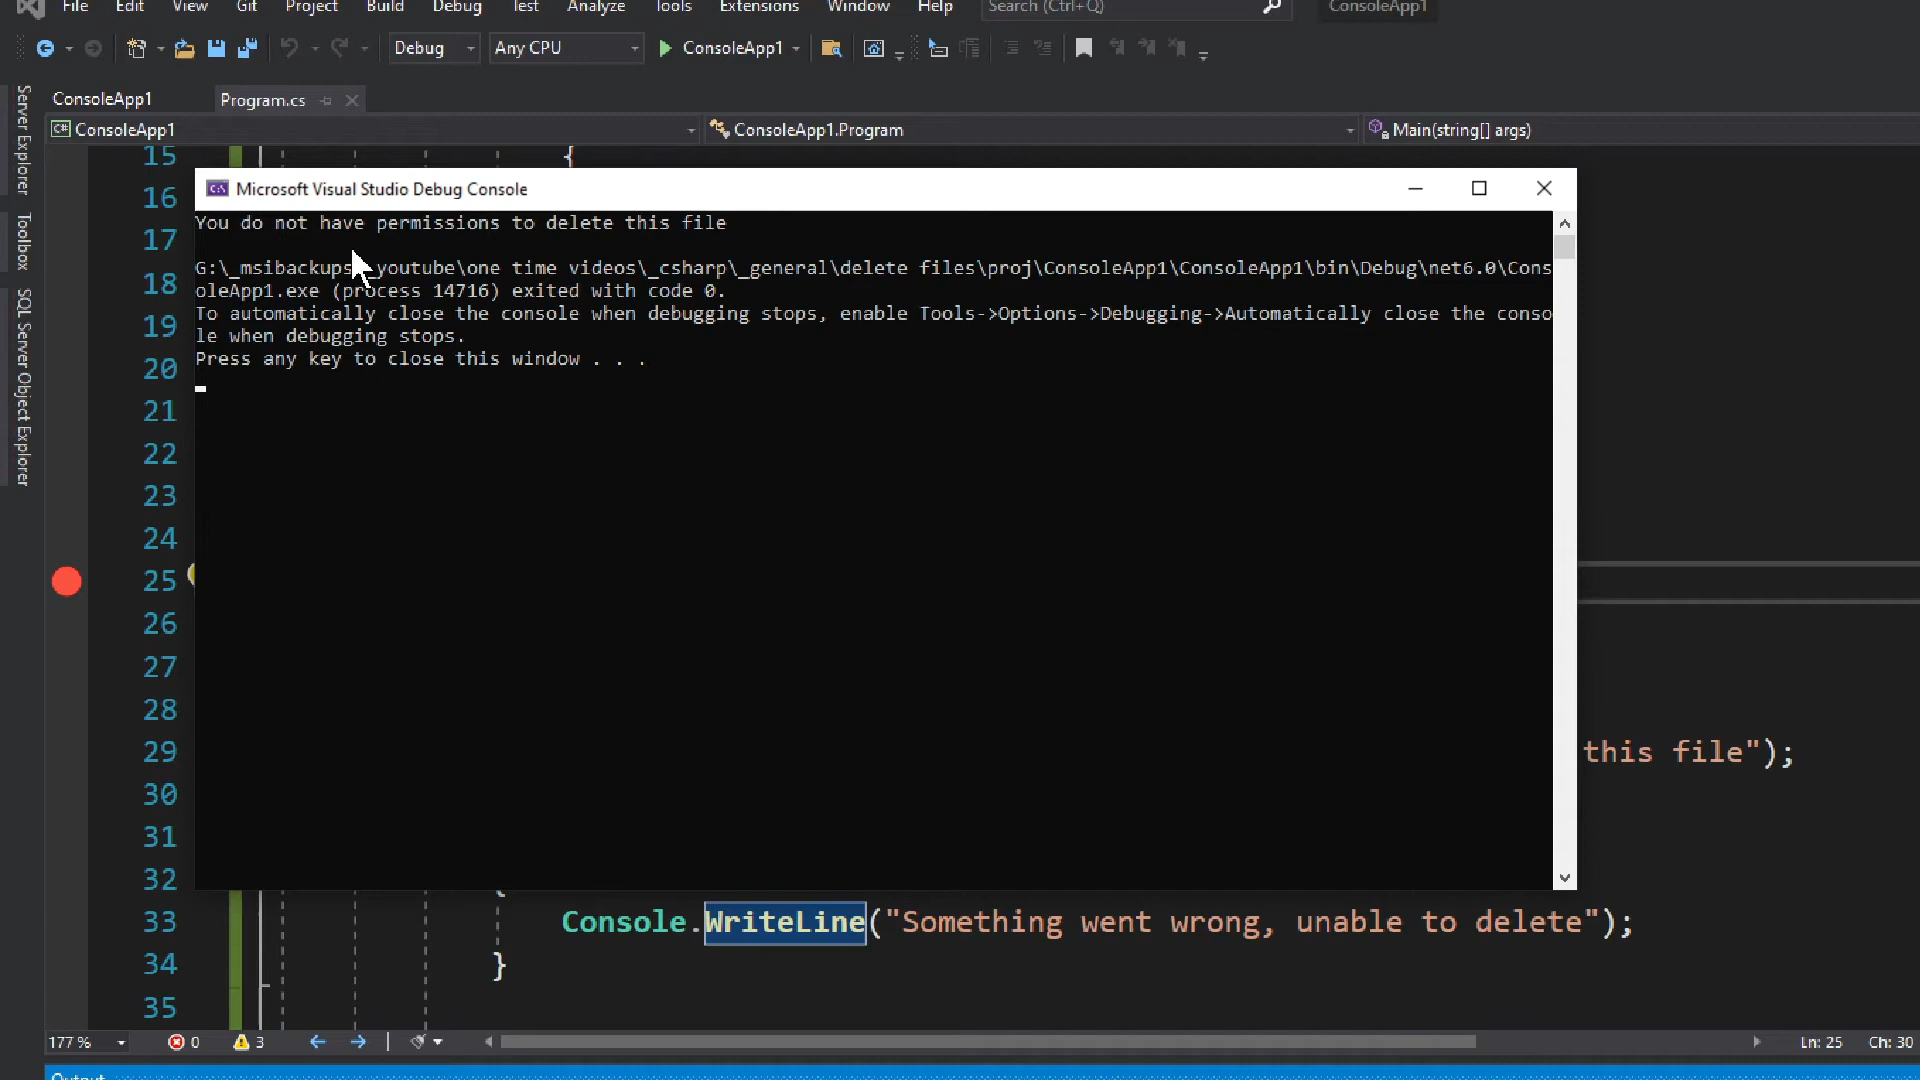 File Edit View Git Project Build Debug Test Analyze Tools Extensions Window Help Search (Ctrl+Q) ConsoleApp1
Debug Any CPU ConsoleApp1
Server Explorer
Toolbox
SQL Server Object Explorer
ConsoleApp1 Program.cs
C# ConsoleApp1 ConsoleApp1.Program Main(string[] args)
15 {
16
17
18
19
20
21
22
23
24
25
26
27
28
29 this file");
30
31
32
33 Console.WriteLine("Something went wrong, unable to delete");
34 }
35
C:\ Microsoft Visual Studio Debug Console
You do not have permissions to delete this file
G:\_msibackups\_youtube\one time videos\_csharp\_general\delete files\proj\ConsoleApp1\ConsoleApp1\bin\Debug\net6.0\Cons
oleApp1.exe (process 14716) exited with code 0.
To automatically close the console when debugging stops, enable Tools->Options->Debugging->Automatically close the conso
le when debugging stops.
Press any key to close this window . . .
177 % 0 3 Ln: 25 Ch: 30
Output